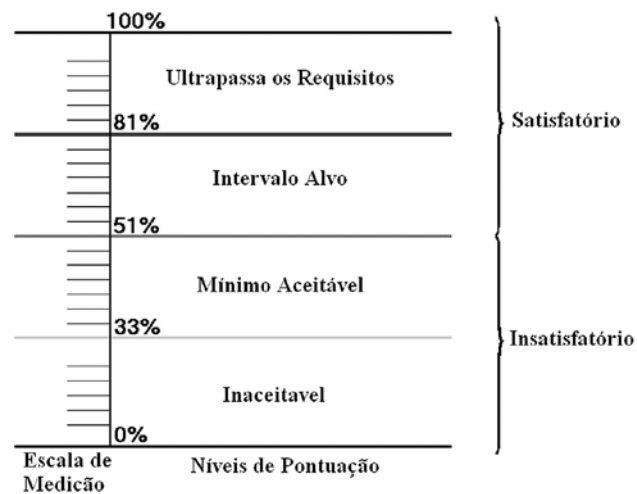 100%
Ultrapassa os Requisitos
81%
Satisfatório
Intervalo Alvo
51%
Mínimo Aceitável
33%
Insatisfatório
Inaceitavel
0%
Escala de
Medição
Níveis de Pontuação